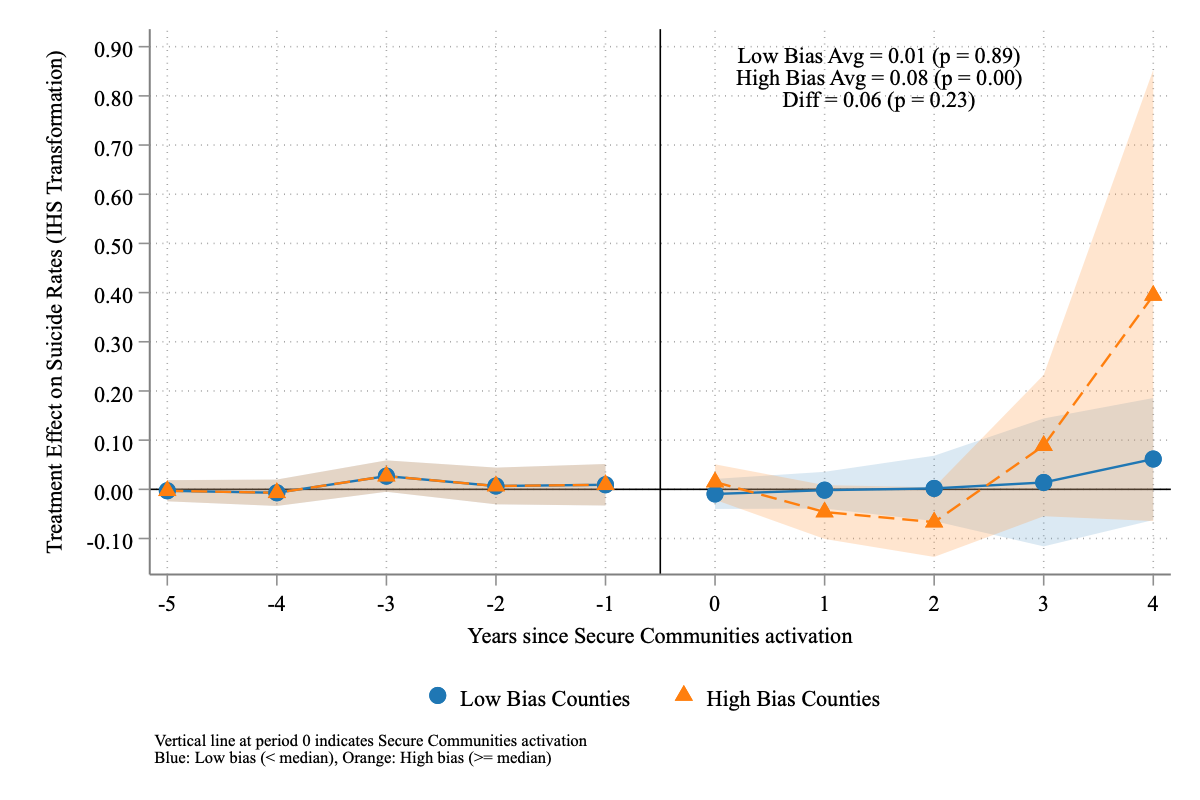 Treatment Effect on Suicide Rates (IHS Transformation)
0.90
0.80
0.70
0.60
0.50
0.40
0.30
0.20
0.10
0.00
-0.10
Low Bias Avg = 0.01 (p = 0.89)
High Bias Avg = 0.08 (p = 0.00)
Diff = 0.06 (p = 0.23)
-5 -4 -3 -2 -1 0 1 2 3 4
Years since Secure Communities activation
Low Bias Counties High Bias Counties
Vertical line at period 0 indicates Secure Communities activation
Blue: Low bias (< median), Orange: High bias (>= median)